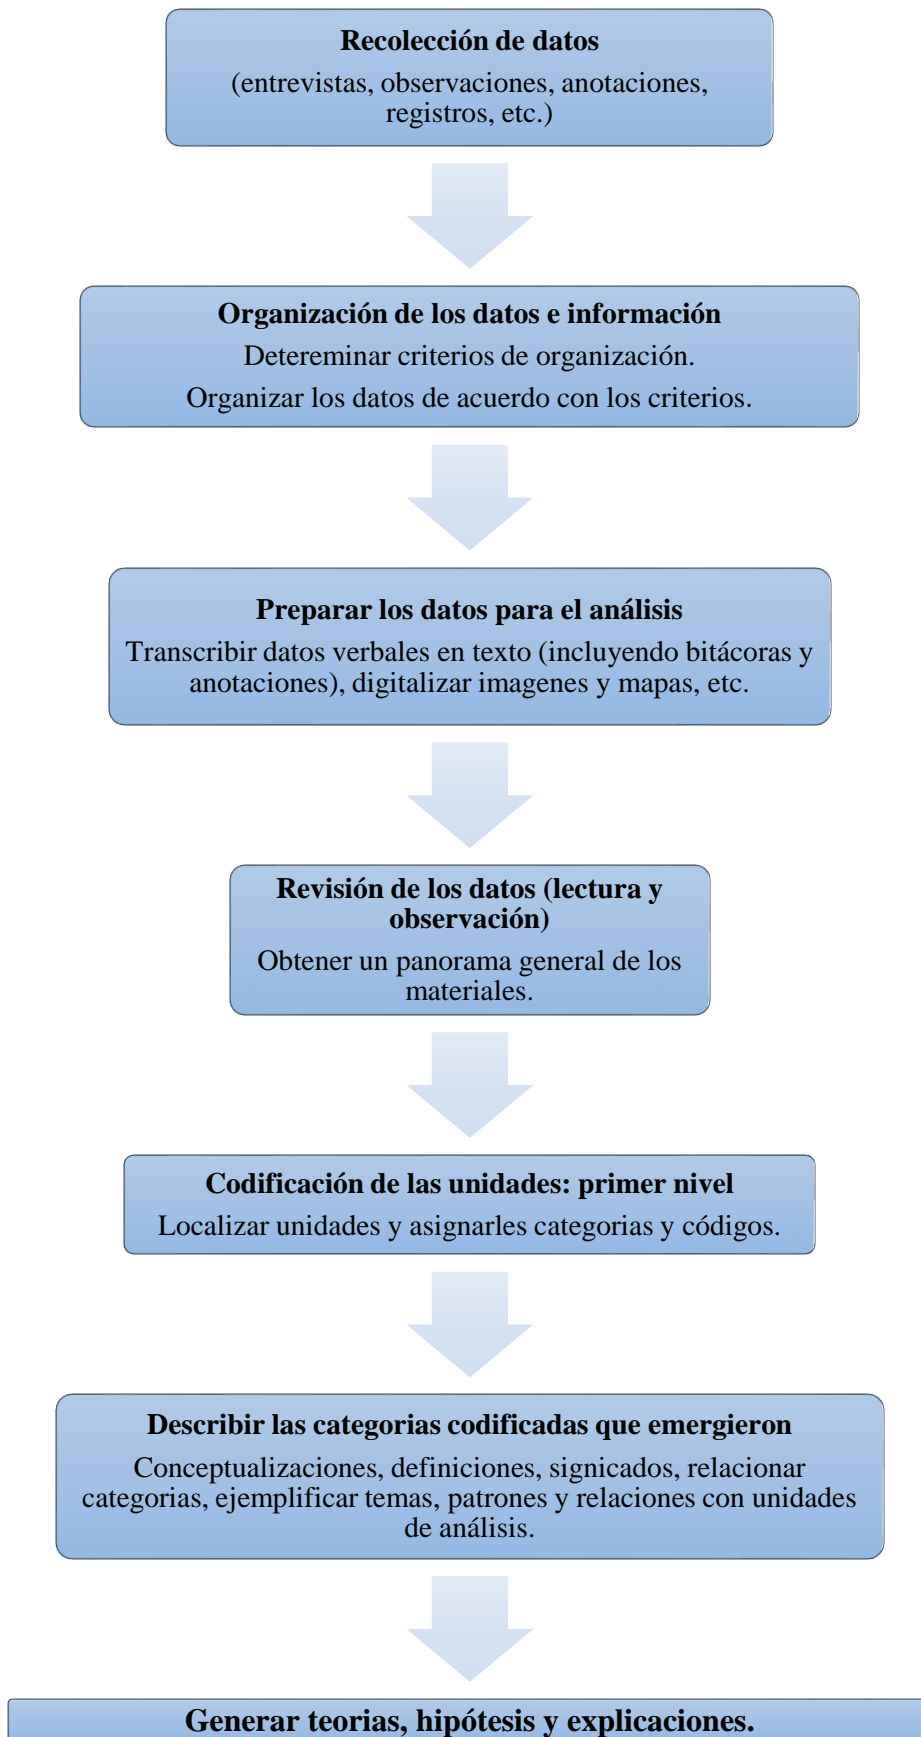 Recolección de datos
(entrevistas, observaciones, anotaciones,
registros, etc.)
Organización de los datos e información
Detereminar criterios de organización.
Organizar los datos de acuerdo con los criterios.
Preparar los datos para el análisis
Transcribir datos verbales en texto (incluyendo bitácoras y
anotaciones), digitalizar imagenes y mapas, etc.
Revisión de los datos (lectura y
observación)
Obtener un panorama general de los
materiales.
Codificación de las unidades: primer nivel
Localizar unidades y asignarles categorias y códigos.
Describir las categorias codificadas que emergieron
Conceptualizaciones, definiciones, signicados, relacionar
categorias, ejemplificar temas, patrones y relaciones con unidades
de análisis.
Generar teorias, hipótesis y explicaciones.